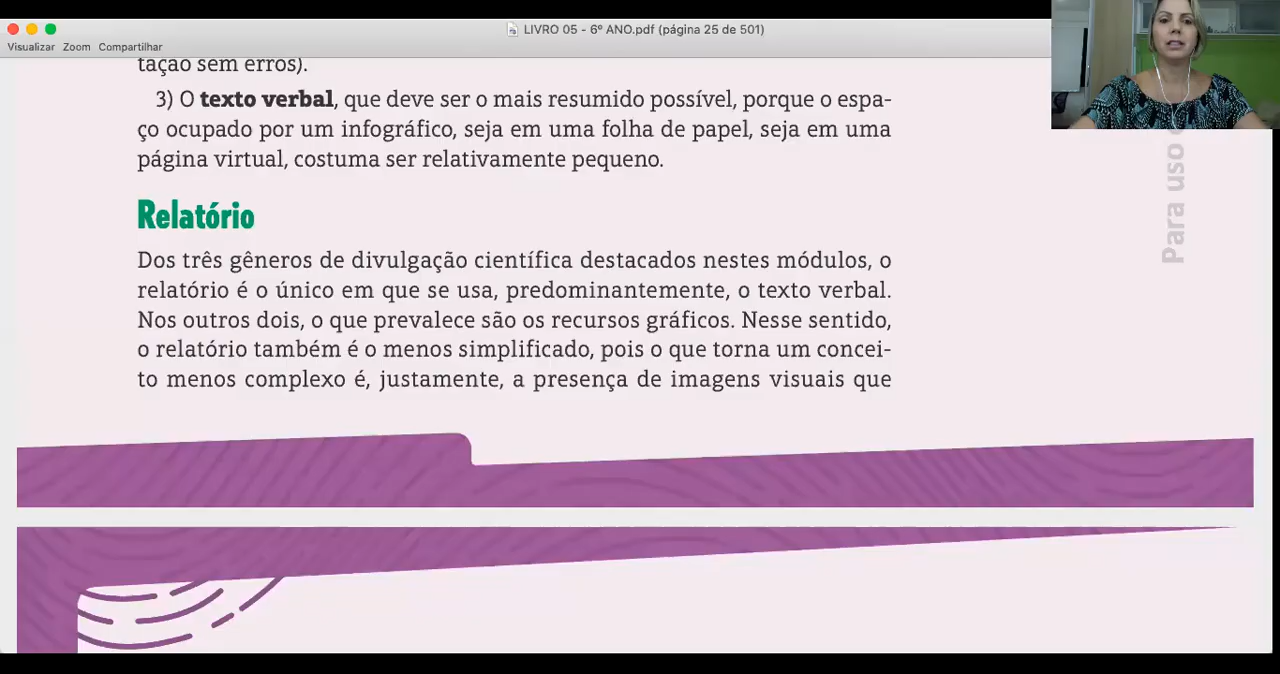 LIVRO 05 - 6º ANO.pdf (página 25 de 501)
Visualizar Zoom Compartilhar
tação sem erros).
3) O texto verbal, que deve ser o mais resumido possível, porque o espa-
ço ocupado por um infográfico, seja em uma folha de papel, seja em uma
página virtual, costuma ser relativamente pequeno.
Relatório
Dos três gêneros de divulgação científica destacados nestes módulos, o
relatório é o único em que se usa, predominantemente, o texto verbal.
Nos outros dois, o que prevalece são os recursos gráficos. Nesse sentido,
o relatório também é o menos simplificado, pois o que torna um concei-
to menos complexo é, justamente, a presença de imagens visuais que
Para uso